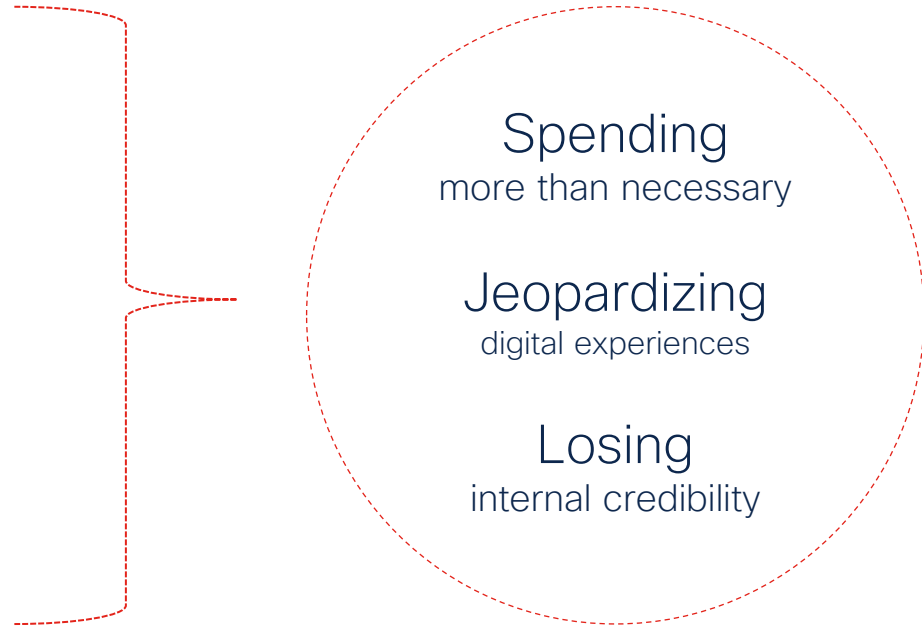 Spending
more than necessary
Jeopardizing
digital experiences
Losing
internal credibility